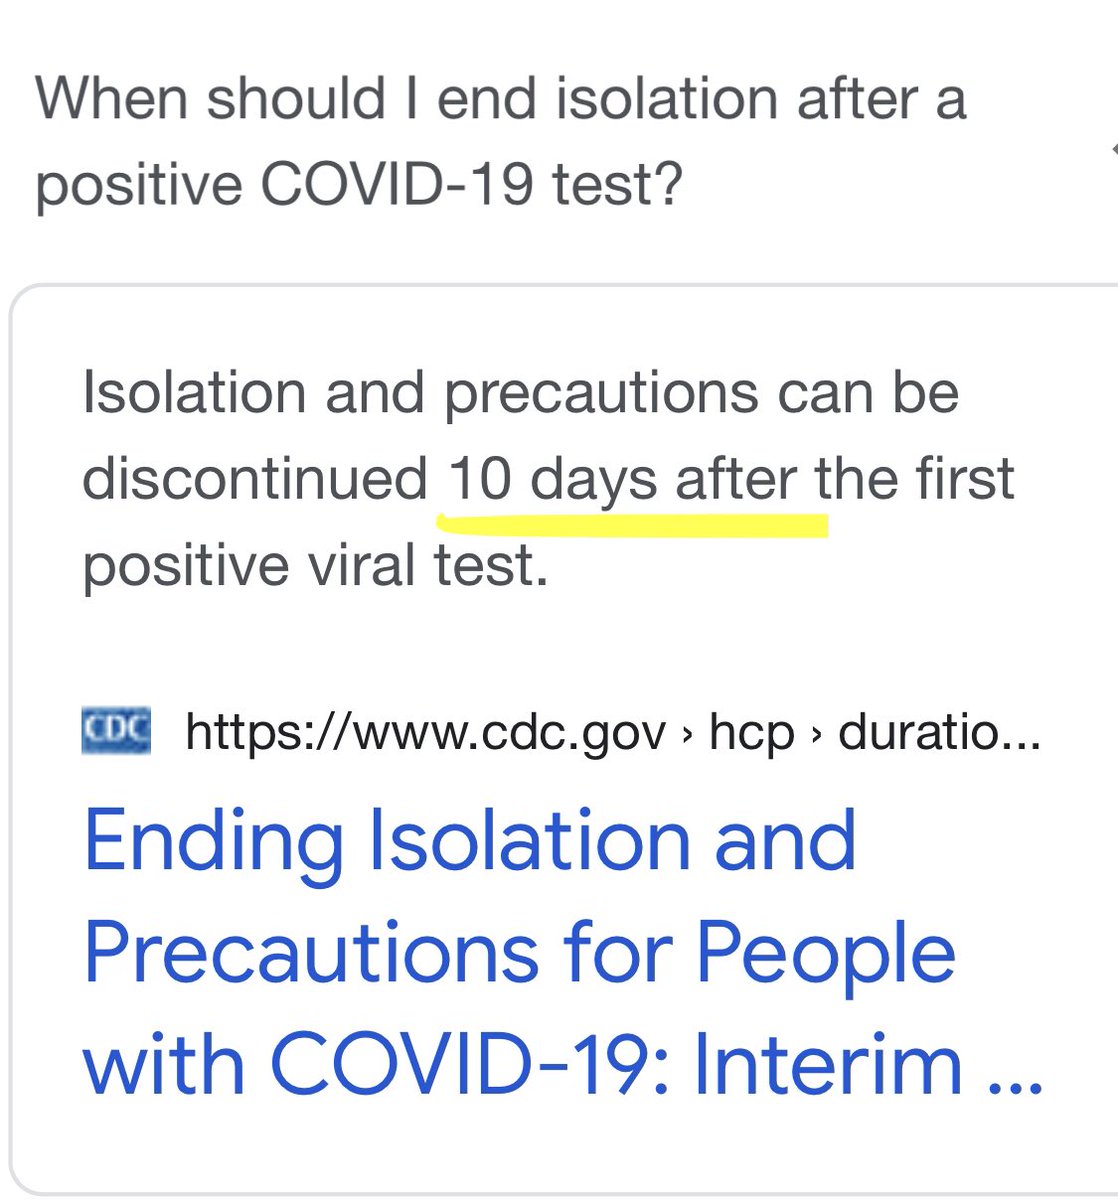 When should I end isolation after a
positive COVID-19 test?
Isolation and precautions can be
discontinued 10 days after the first
positive viral test.
CDC https://www.cdc.gov › hcp › duratio...
Ending Isolation and
Precautions for People
with COVID-19: Interim ...